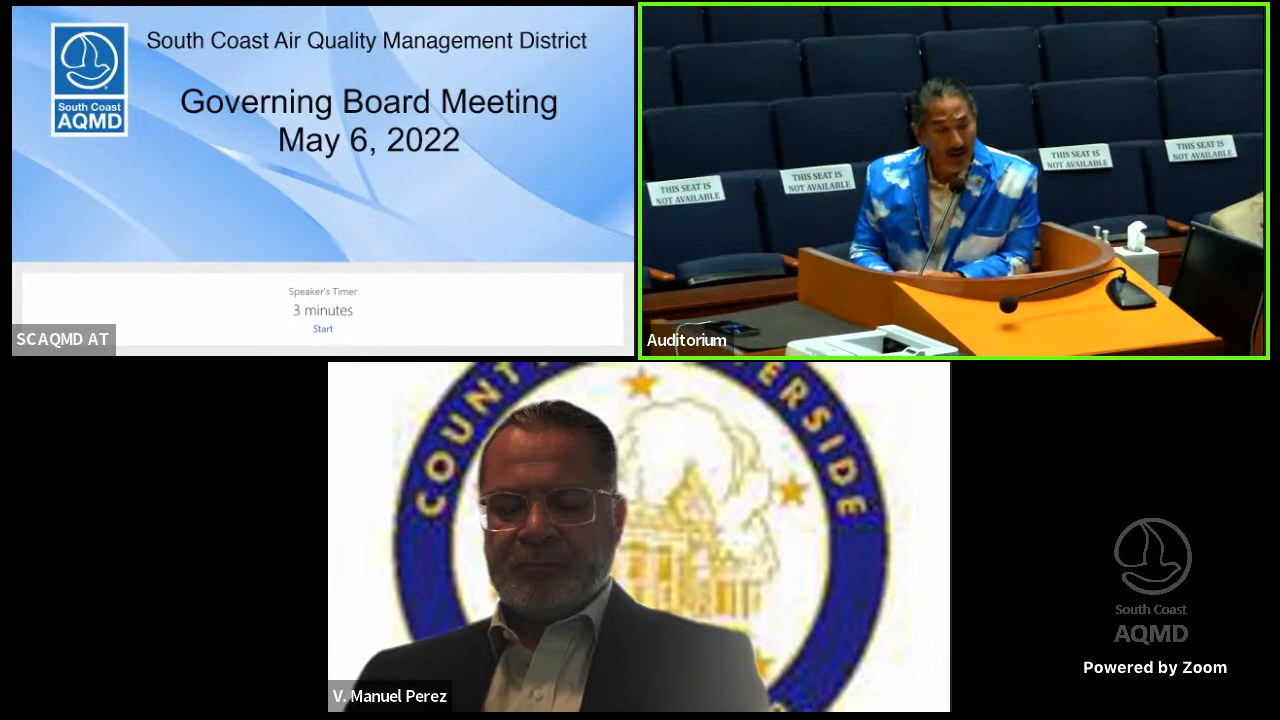 South Coast Air Quality Management District
Governing Board Meeting
May 6, 2022
South Coast
AQMD
Speaker's Timer
3 minutes
Start
SCAQMD AT
THIS SEAT IS
NOT AVAILABLE
THIS SEAT IS
NOT AVAILABLE
THIS SEAT IS
NOT AVAILABLE
THIS SEAT IS
NOT AVAILABLE
Auditorium
COUNT
ERSIDE
V. Manuel Perez
South Coast
AQMD
Powered by Zoom